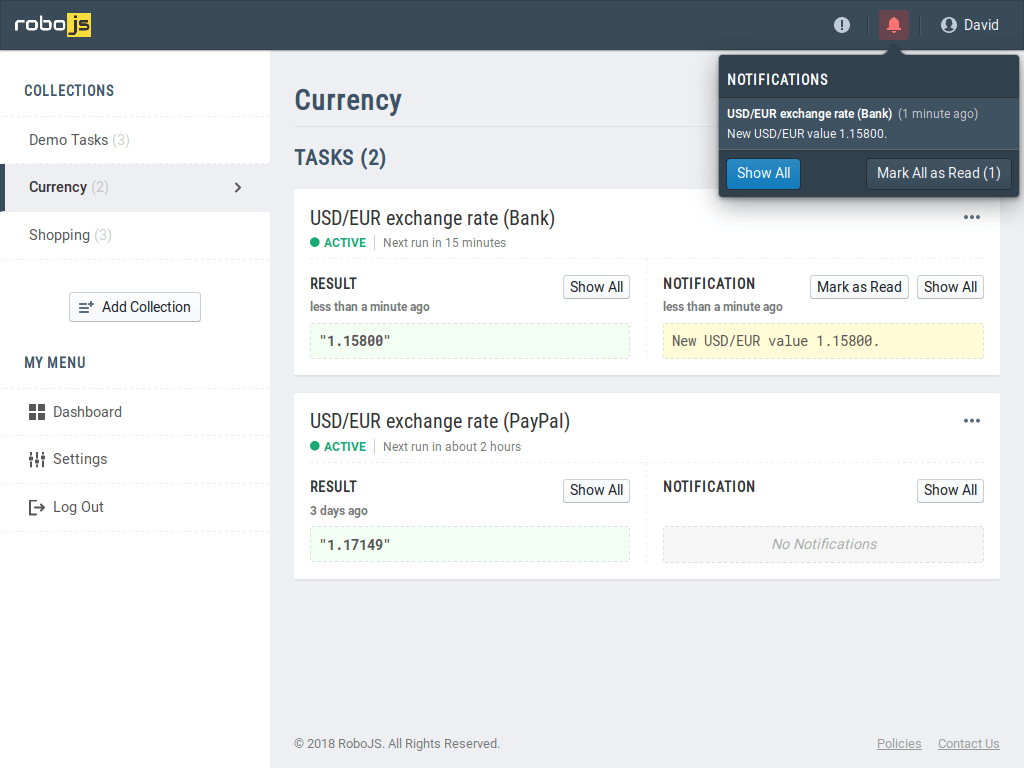 robojs
David
NOTIFICATIONS
USD/EUR exchange rate (Bank) (1 minute ago)
New USD/EUR value 1.15800.
Show All
Mark All as Read (1)
COLLECTIONS
Demo Tasks (3)
Currency (2)
Shopping (3)
Add Collection
MY MENU
Dashboard
Settings
Log Out
Currency
TASKS (2)
USD/EUR exchange rate (Bank)
ACTIVE
Next run in 15 minutes
RESULT
Show All
less than a minute ago
"1.15800"
NOTIFICATION
Mark as Read
Show All
less than a minute ago
New USD/EUR value 1.15800.
USD/EUR exchange rate (PayPal)
ACTIVE
Next run in about 2 hours
RESULT
Show All
3 days ago
"1.17149"
NOTIFICATION
Show All
No Notifications
© 2018 RoboJS. All Rights Reserved.
Policies
Contact Us